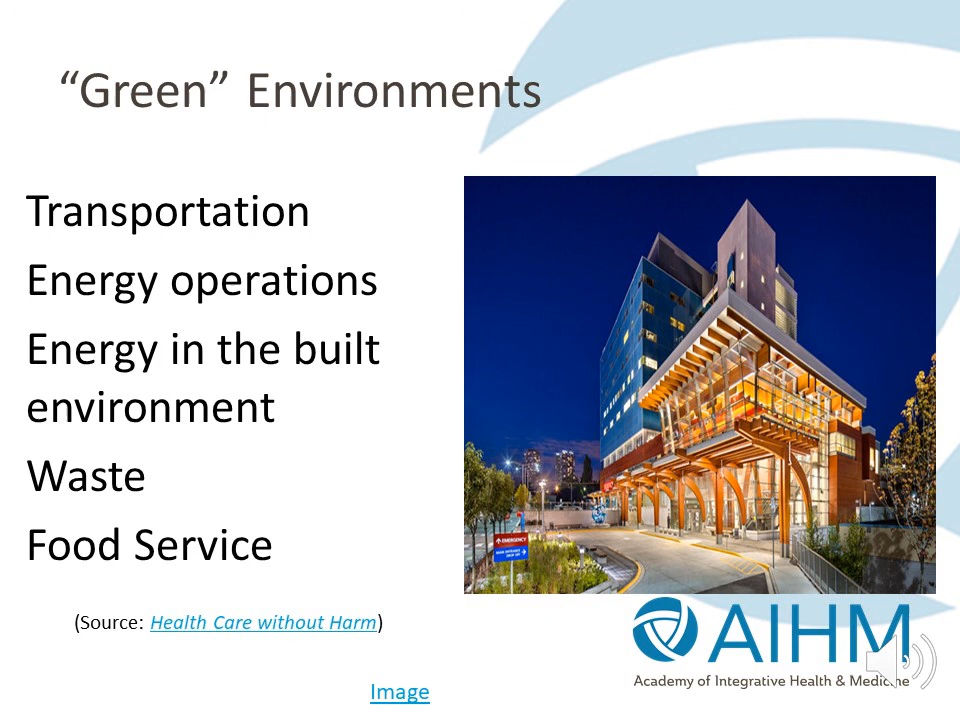 “Green” Environments
Transportation
Energy operations
Energy in the built
environment
Waste
Food Service
(Source: Health Care without Harm)
Image
EMERGENCY
AIHM
Academy of Integrative Health & Medicine